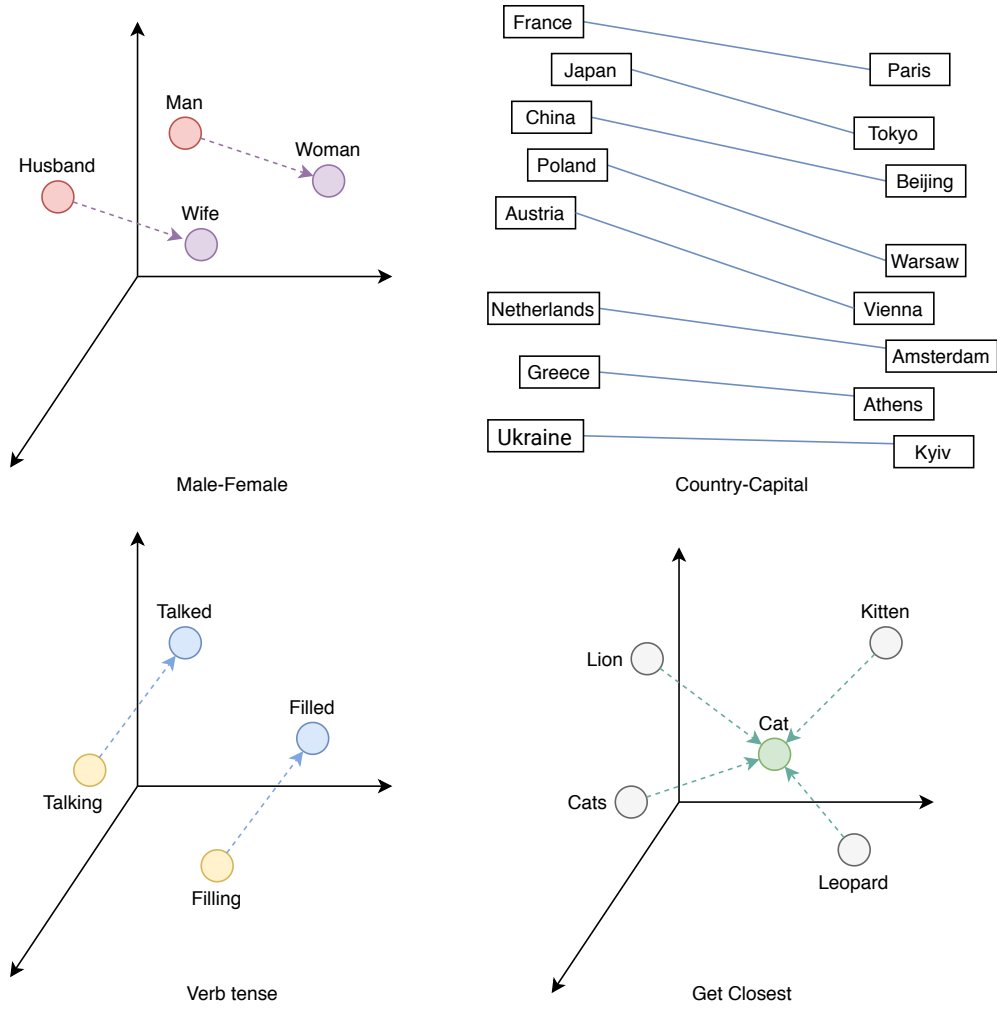 Man
Woman
Husband
Wife
Male-Female
France
Paris
Japan
Tokyo
China
Beijing
Poland
Warsaw
Austria
Vienna
Netherlands
Amsterdam
Greece
Athens
Ukraine
Kyiv
Country-Capital
Talked
Filled
Talking
Filling
Verb tense
Kitten
Lion
Cat
Cats
Leopard
Get Closest